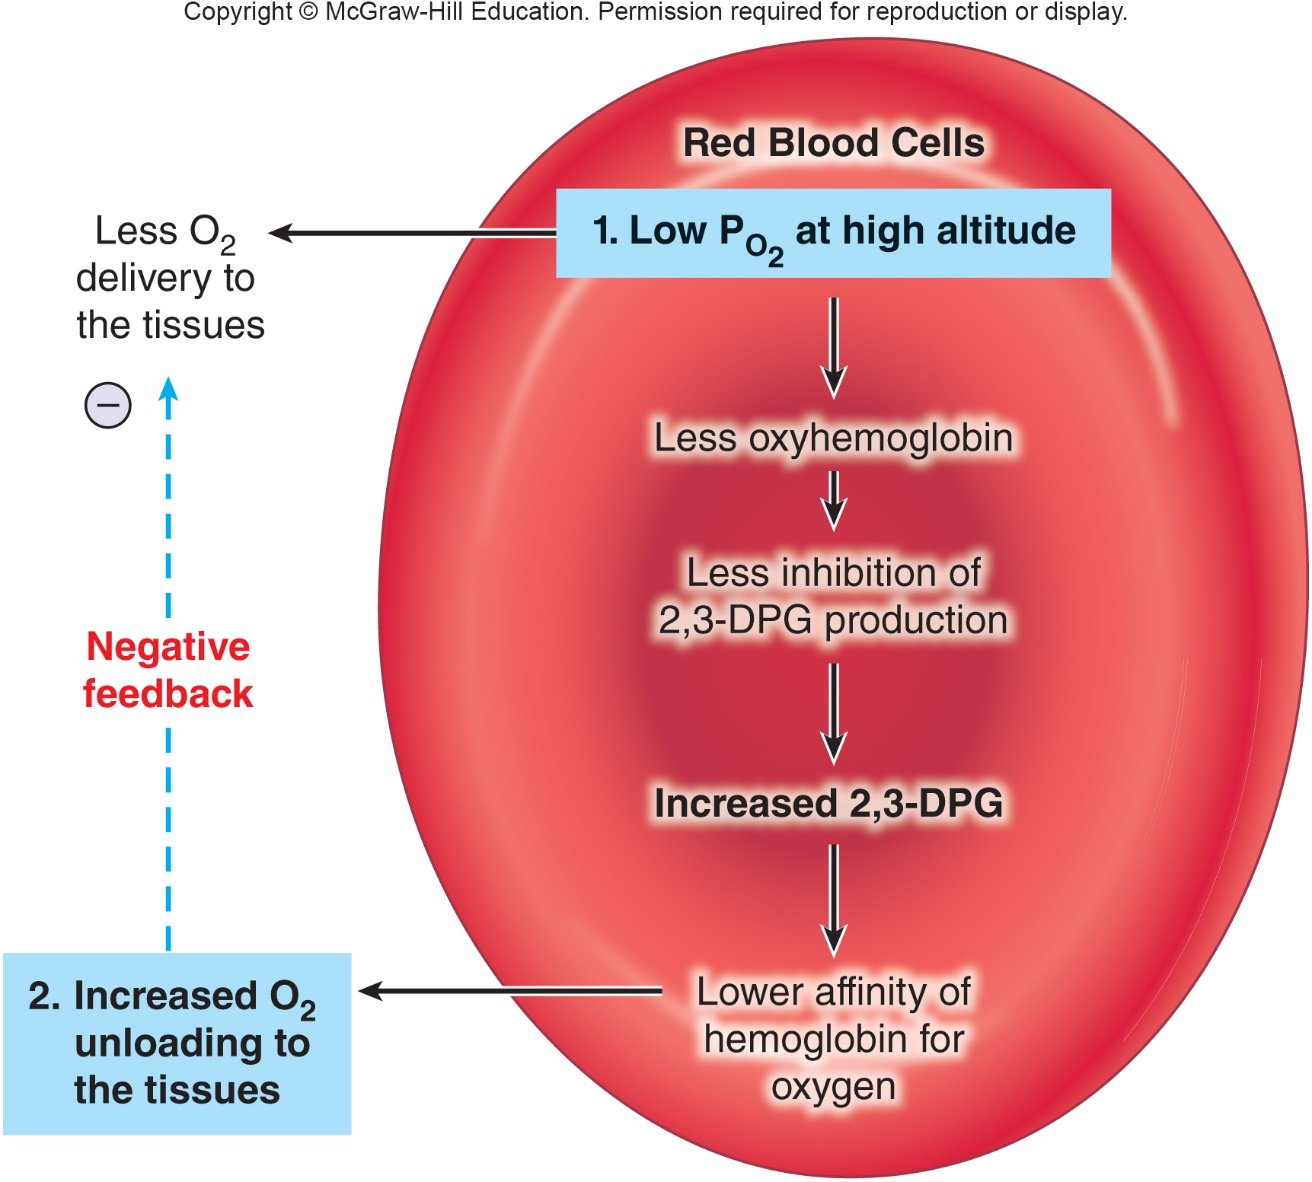 Copyright © McGraw-Hill Education. Permission required for reproduction or display.
Red Blood Cells
1. Low PO2 at high altitude
Less O2
delivery to
the tissues
−
Less oxyhemoglobin
Less inhibition of
2,3-DPG production
Negative
feedback
Increased 2,3-DPG
Lower affinity of
hemoglobin for
oxygen
2. Increased O2
unloading to
the tissues